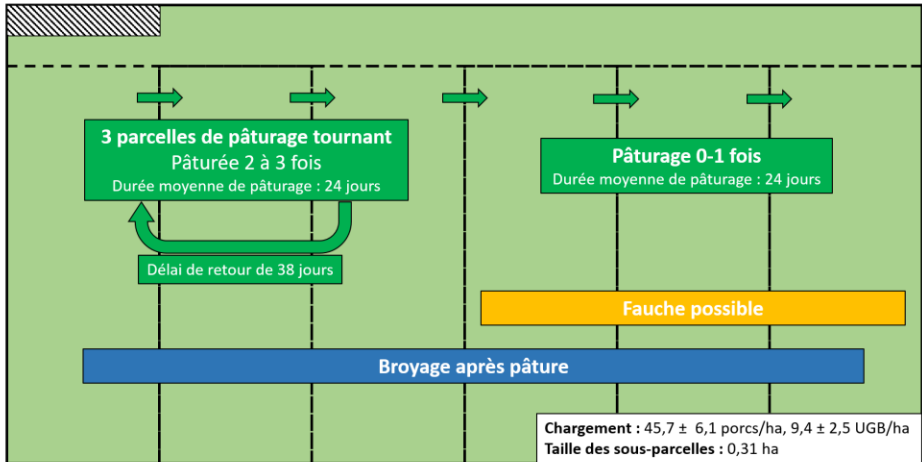 3 parcelles de pâturage tournant
Pâturée 2 à 3 fois
Durée moyenne de pâturage : 24 jours
Pâturage 0-1 fois
Durée moyenne de pâturage : 24 jours
Délai de retour de 38 jours
Fauche possible
Broyage après pâture
Chargement : 45,7 ± 6,1 porcs/ha, 9,4 ± 2,5 UGB/ha
Taille des sous-parcelles : 0,31 ha